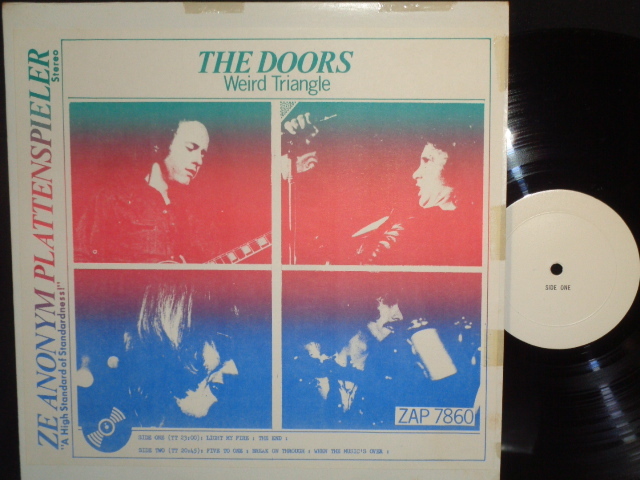 THE DOORS
Weird Triangle
ZE ANONYM PLATTENSPIELER
Stereo
"A High Standard of Standardness!"
ZAP 7860
SIDE ONE (TT 23:00): LIGHT MY FIRE : THE END :
SIDE TWO (TT 20:45): FIVE TO ONE : BREAK ON THROUGH : WHEN THE MUSIC'S OVER :
SIDE ONE